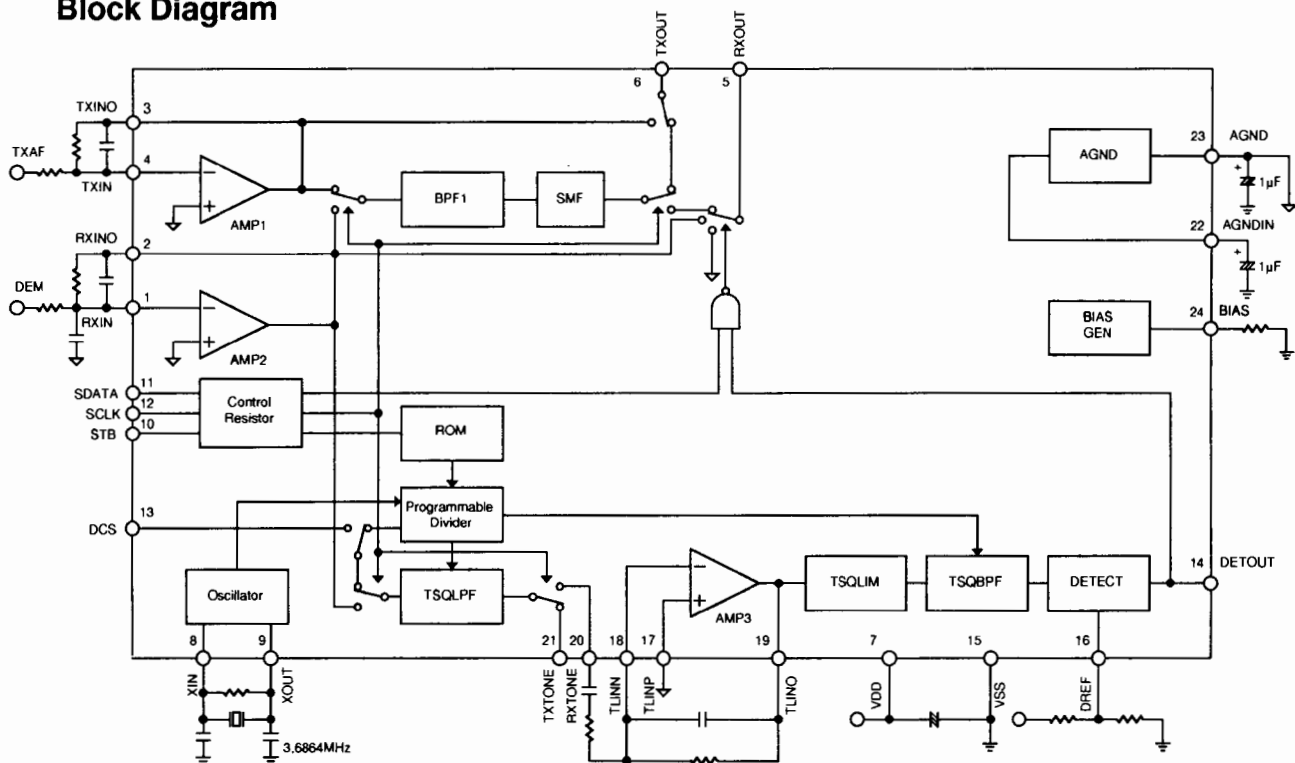 Block Diagram
TXOUT
RXOUT
6
5
TXINO
3
TXAF
4
TXIN
AMP1
BPF1
SMF
AGND
23
AGND
+
1µF
RXINO
2
22
AGNDIN
+
1µF
DEM
1
RXIN
AMP2
BIAS
GEN
24
BIAS
SDATA
11
SCLK
12
STB
10
Control
Resistor
ROM
DCS
13
Programmable
Divider
Oscillator
TSQLPF
AMP3
TSQLIM
TSQBPF
DETECT
14
DETOUT
8
9
21
20
18
17
19
7
15
16
XIN
XOUT
TXTONE
RXTONE
TLINN
TLINP
TLINO
VDD
VSS
DREF
3,6864MHz